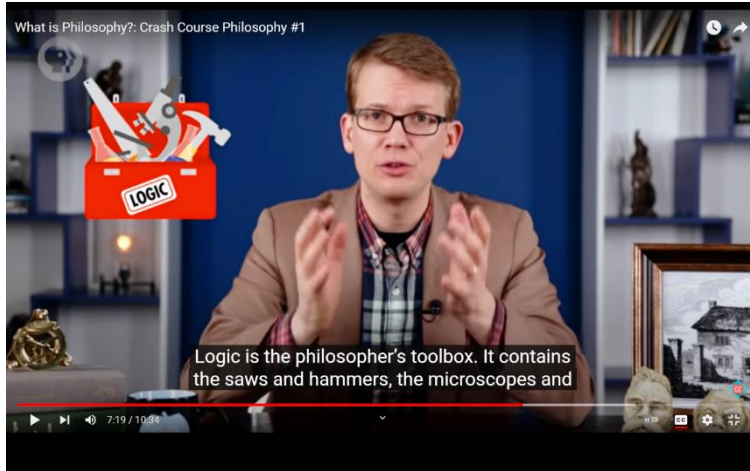 What is Philosophy?: Crash Course Philosophy #1
LOGIC
Logic is the philosopher's toolbox. It contains
the saws and hammers, the microscopes and
7:19 / 10:34
CC